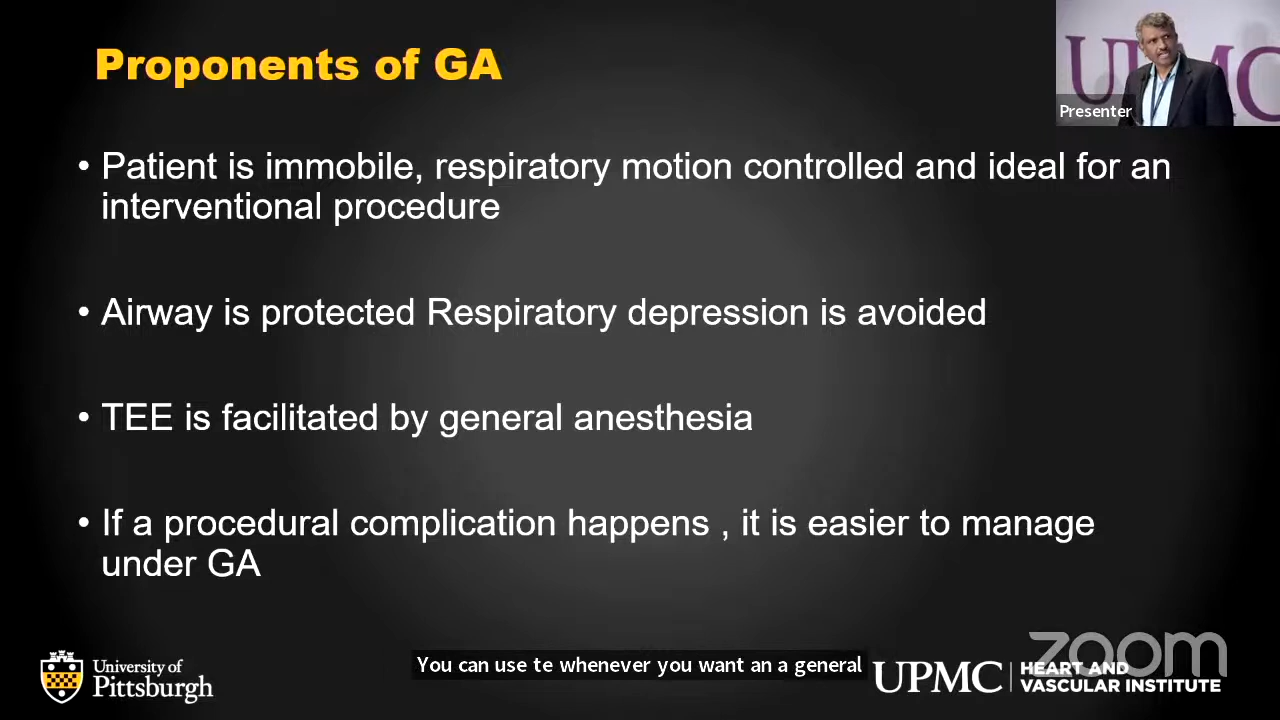 Proponents of GA
UPMC
Presenter
• Patient is immobile, respiratory motion controlled and ideal for an
interventional procedure
• Airway is protected Respiratory depression is avoided
• TEE is facilitated by general anesthesia
• If a procedural complication happens , it is easier to manage
under GA
zoom
University of
Pittsburgh
You can use te whenever you want an a general
UPMC
HEART AND
VASCULAR INSTITUTE